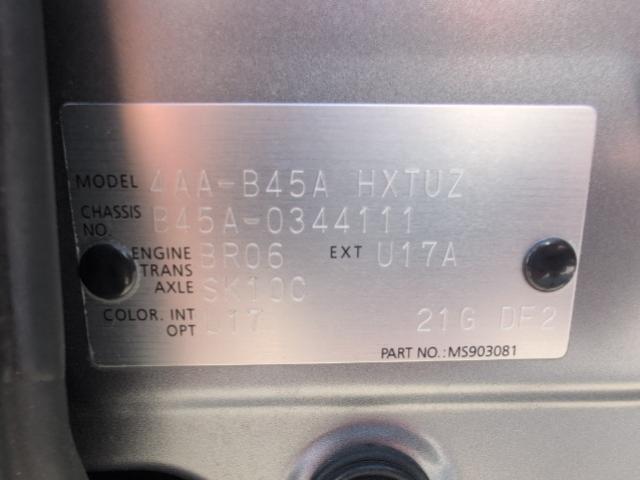 MODEL 4AA-B45A HXTUZ
CHASSIS NO. B45A-0344111
ENGINE BR06 EXT U17A
TRANS AXLE SK10C
COLOR. INT 17
OPT 21G DF2
PART NO.: MS903081